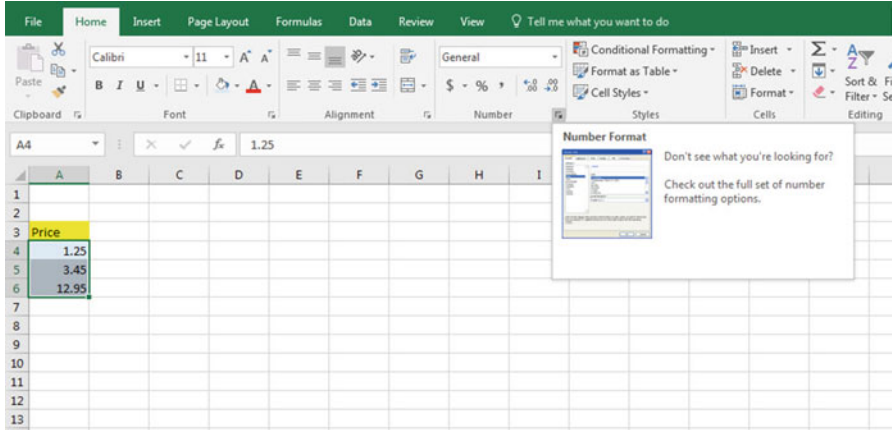 File Home Insert Page Layout Formulas Data Review View Tell me what you want to do
Calibri 11 A A General Conditional Formatting Insert Σ A Z
Paste B I U A $ % , Format as Table Delete Sort & Fi
Cell Styles Format Filter Se
Clipboard Font Alignment Number Styles Cells Editing
A4 fx 1.25
Number Format
Don't see what you're looking for?
Check out the full set of number
formatting options.
A B C D E F G H I
1
2
3 Price
4 1.25
5 3.45
6 12.95
7
8
9
10
11
12
13